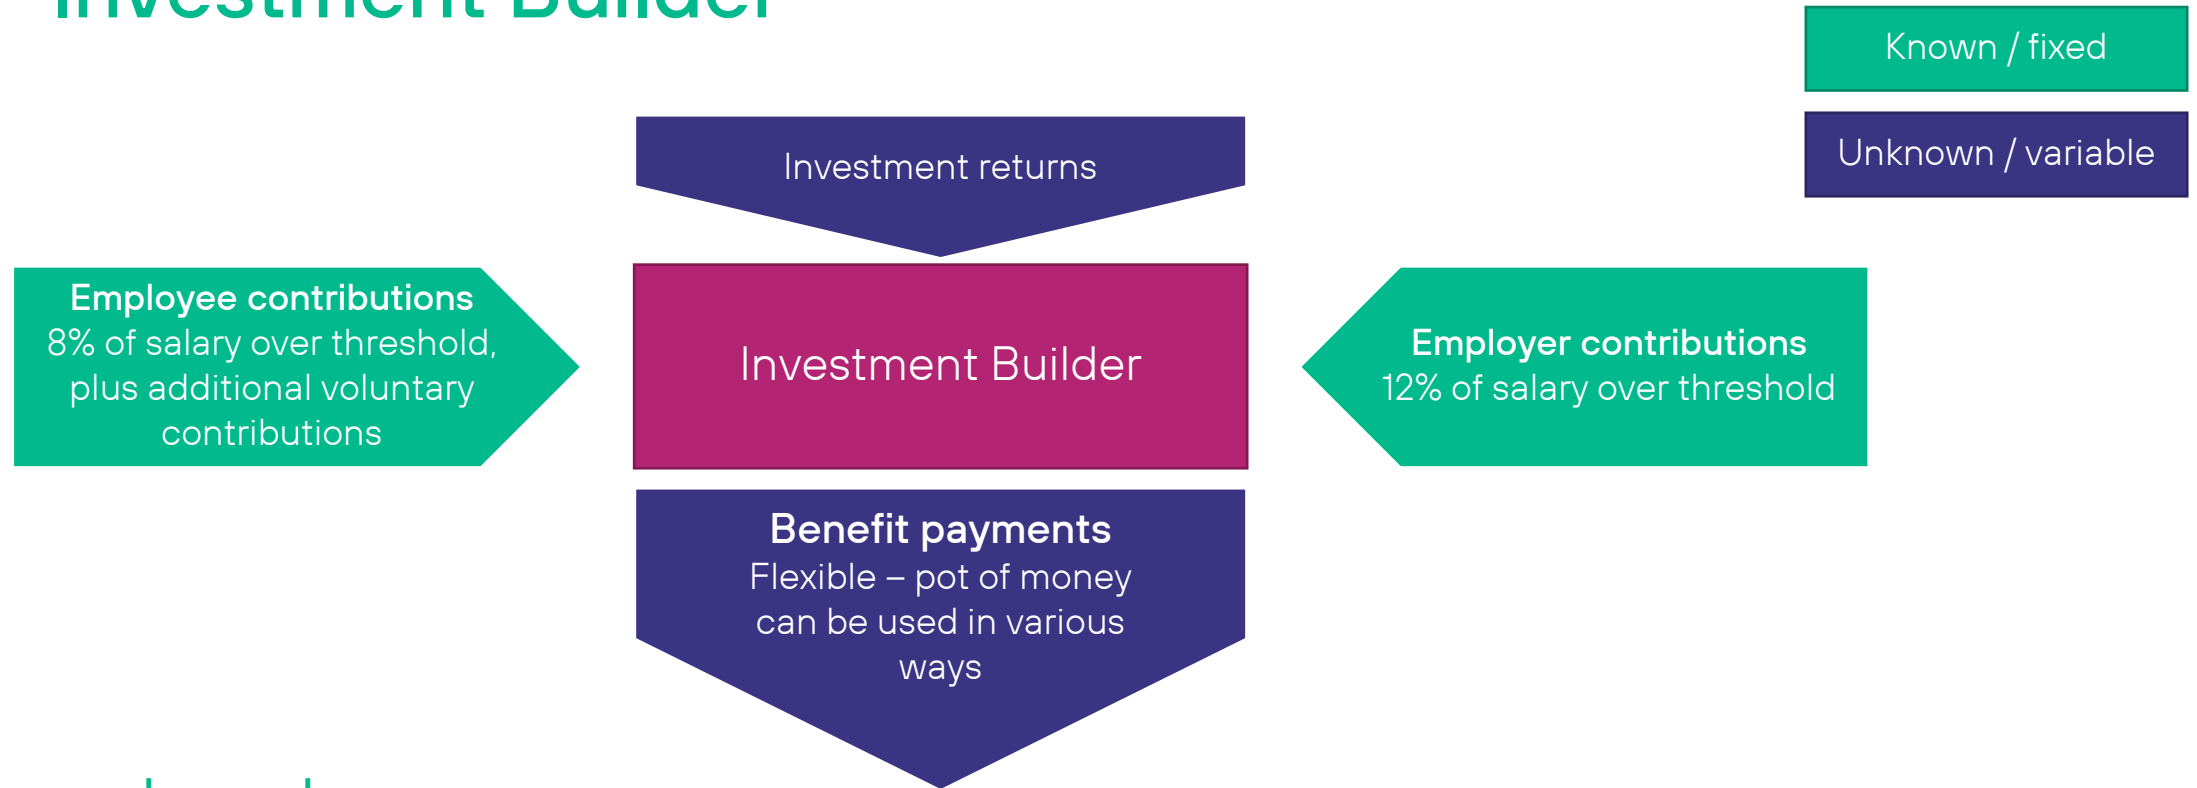 Investment Builder
Known / fixed
Unknown / variable
Investment returns
Employee contributions
8% of salary over threshold,
plus additional voluntary
contributions
Investment Builder
Employer contributions
12% of salary over threshold
Benefit payments
Flexible – pot of money
can be used in various
ways